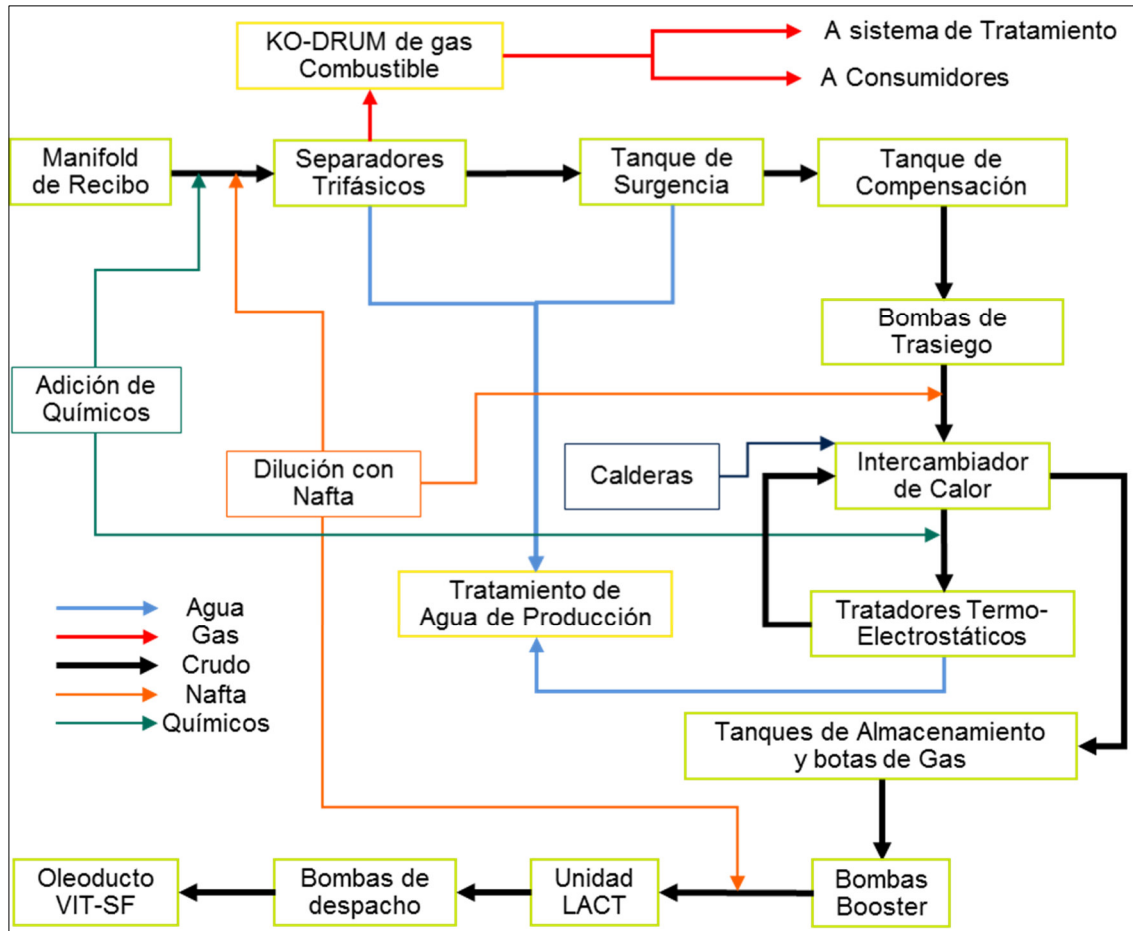 KO-DRUM de gas
Combustible
A sistema de Tratamiento
A Consumidores
Manifold
de Recibo
Separadores
Trifásicos
Tanque de
Surgencia
Tanque de
Compensación
Bombas de
Trasiego
Adición de
Químicos
Dilución con
Nafta
Calderas
Intercambiador
de Calor
Tratamiento de
Agua de Producción
Tratadores Termo-
Electrostáticos
Agua
Gas
Crudo
Nafta
Químicos
Tanques de Almacenamiento
y botas de Gas
Oleoducto
VIT-SF
Bombas de
despacho
Unidad
LACT
Bombas
Booster